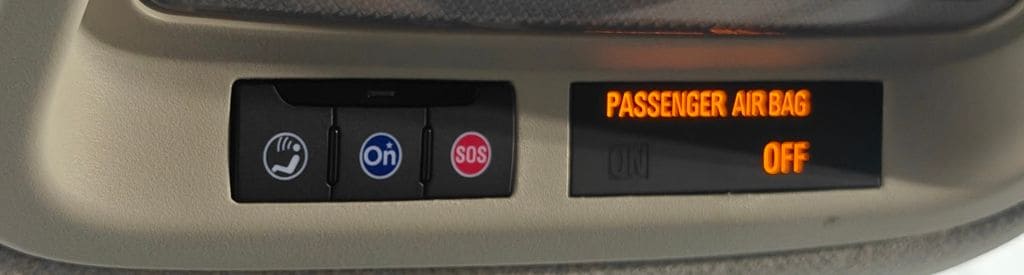 On
SOS
PASSENGER AIR BAG
ON
OFF